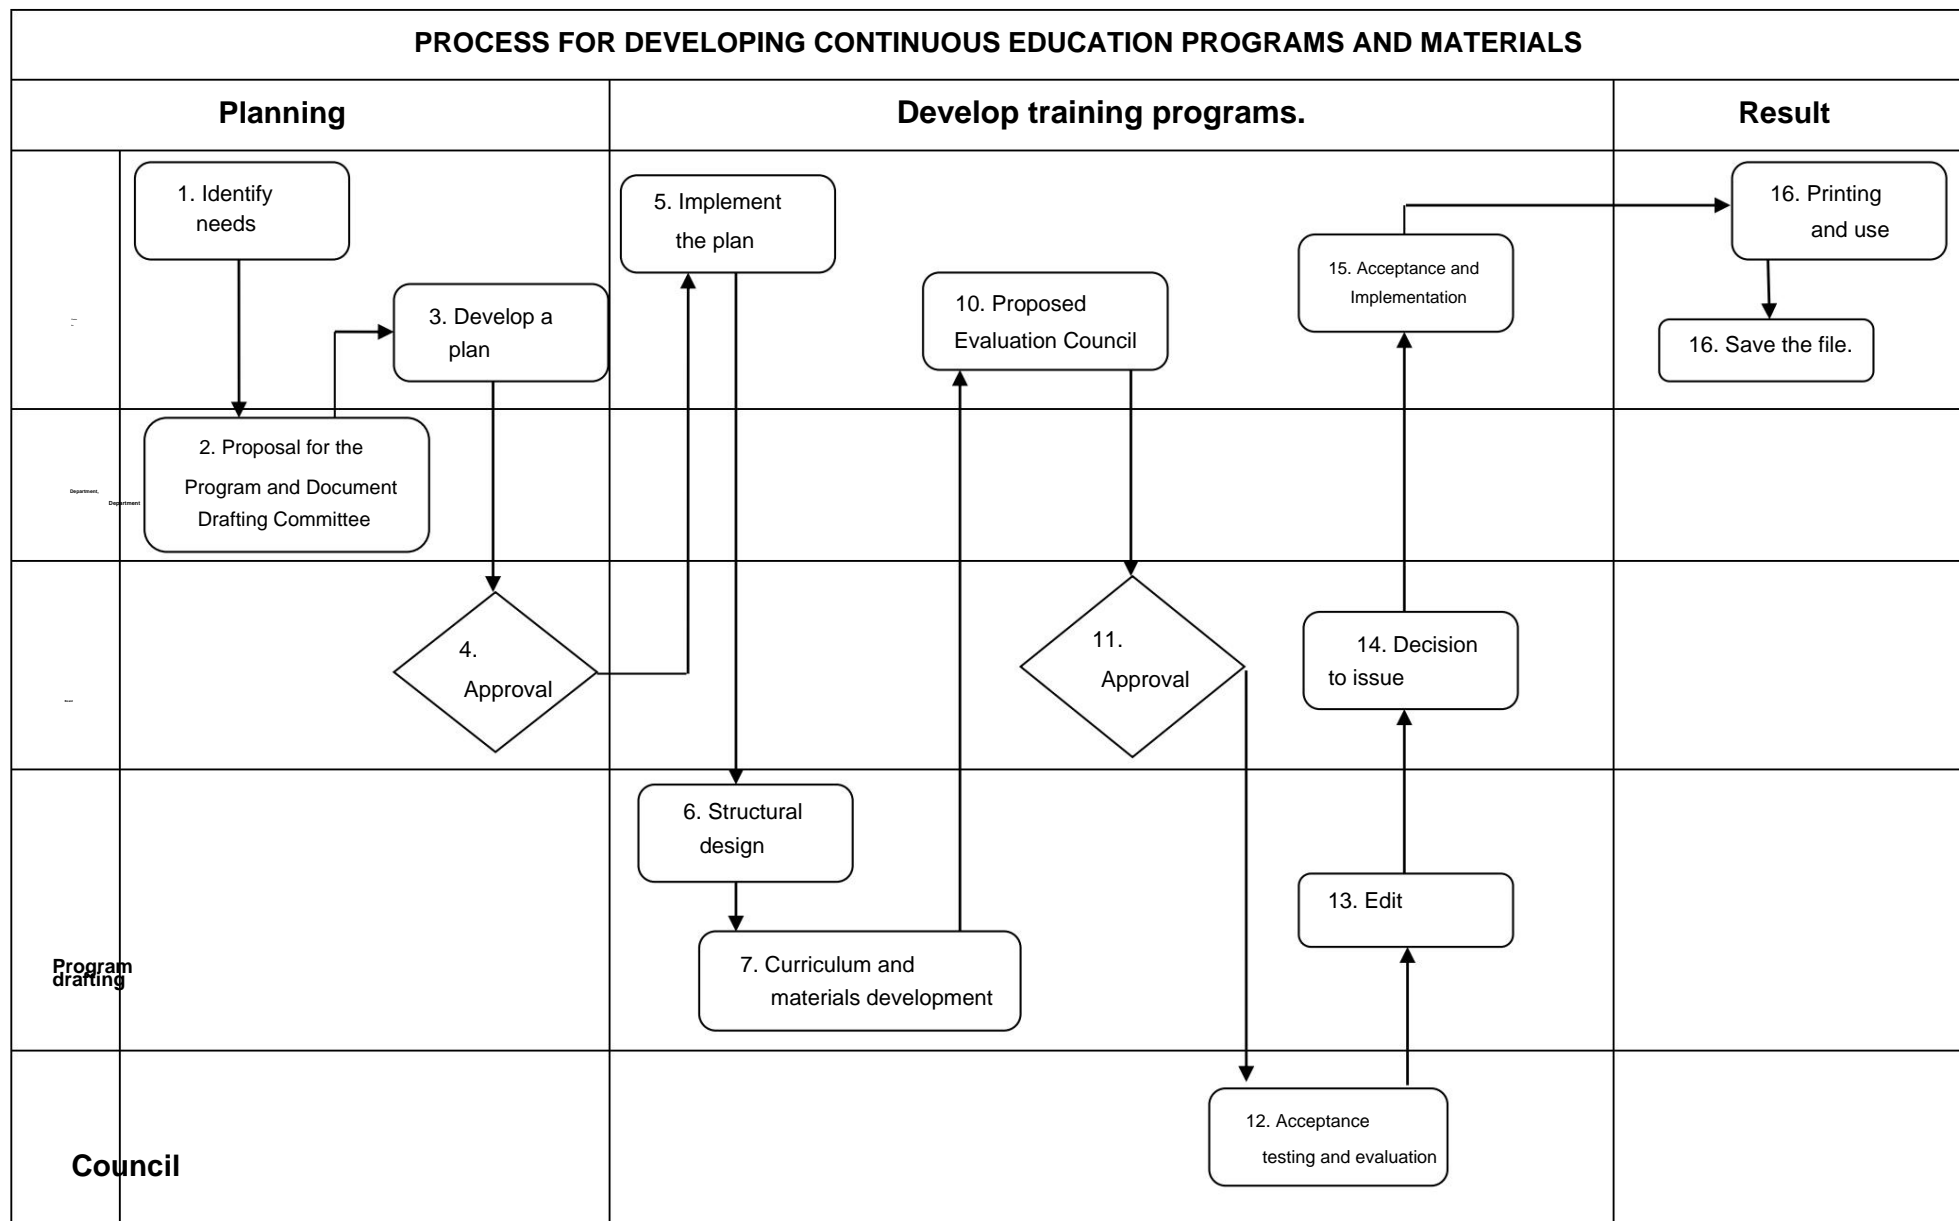 PROCESS FOR DEVELOPING CONTINUOUS EDUCATION PROGRAMS AND MATERIALS
Planning
Develop training programs.
Result
1. Identify
needs
5. Implement
the plan
16. Printing
and use
15. Acceptance and
Implementation
10. Proposed
Evaluation Council
3. Develop a
plan
16. Save the file.
2. Proposal for the
Program and Document
Drafting Committee
Department,
Department
4.
Approval
11.
Approval
14. Decision
to issue
6. Structural
design
13. Edit
Program
drafting
7. Curriculum and
materials development
12. Acceptance
testing and evaluation
Council